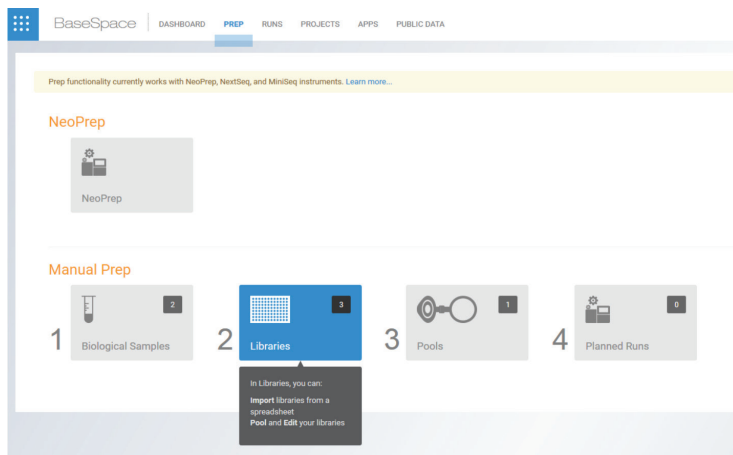 BaseSpace DASHBOARD PREP RUNS PROJECTS APPS PUBLIC DATA
Prep functionality currently works with NeoPrep, NextSeq, and MiniSeq instruments. Learn more...
NeoPrep
NeoPrep
Manual Prep
1 2 Biological Samples
2 3 Libraries
3 1 Pools
4 0 Planned Runs
In Libraries, you can:
Import libraries from a
spreadsheet
Pool and Edit your libraries